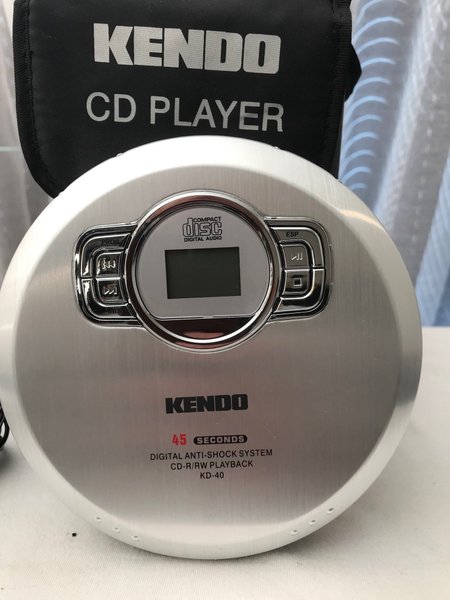 KENDO
CD PLAYER
COMPACT
disc
DIGITAL AUDIO
PROG
ESP
KENDO
45 SECONDS
DIGITAL ANTI-SHOCK SYSTEM
CD-R/RW PLAYBACK
KD-40